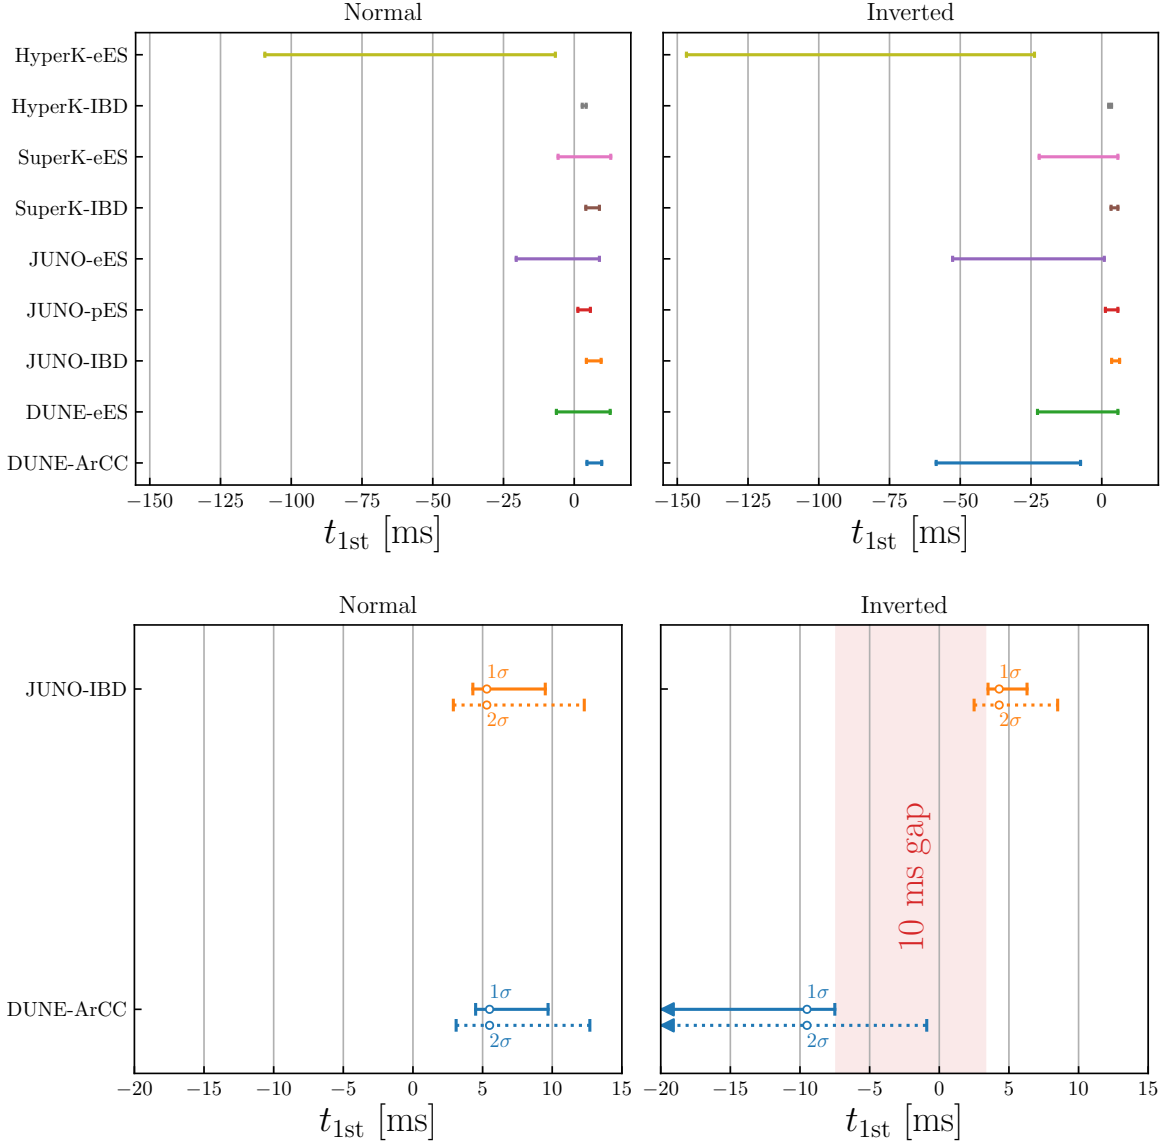 Normal
Inverted
HyperK-eES
HyperK-IBD
SuperK-eES
SuperK-IBD
JUNO-eES
JUNO-pES
JUNO-IBD
DUNE-eES
DUNE-ArCC
−150 −125 −100 −75 −50 −25 0
−150 −125 −100 −75 −50 −25 0
t1st [ms]
t1st [ms]
Normal
Inverted
JUNO-IBD
1σ
2σ
1σ
2σ
10 ms gap
DUNE-ArCC
1σ
2σ
1σ
2σ
−20 −15 −10 −5 0 5 10 15
−20 −15 −10 −5 0 5 10 15
t1st [ms]
t1st [ms]